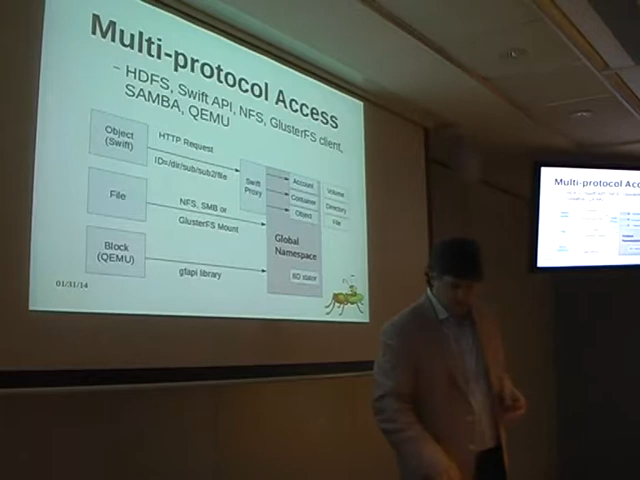 Multi-protocol Access
– HDFS, Swift API, NFS, GlusterFS client,
SAMBA, QEMU
Object
(Swift)
HTTP Request
ID=/dir/sub/sub2/file
Swift
Proxy
Account
Container
Object
Volume
Directory
File
File
NFS, SMB or
GlusterFS Mount
Global
Namespace
Block
(QEMU)
gfapi library
01/31/14
Multi-protocol Acc